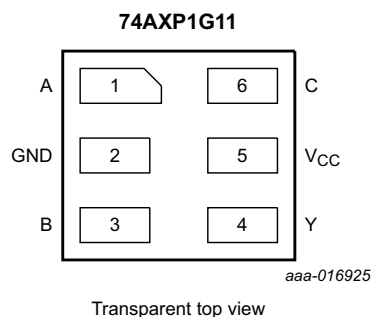 74AXP1G11
A 1 6 C
GND 2 5 VCC
B 3 4 Y
aaa-016925
Transparent top view